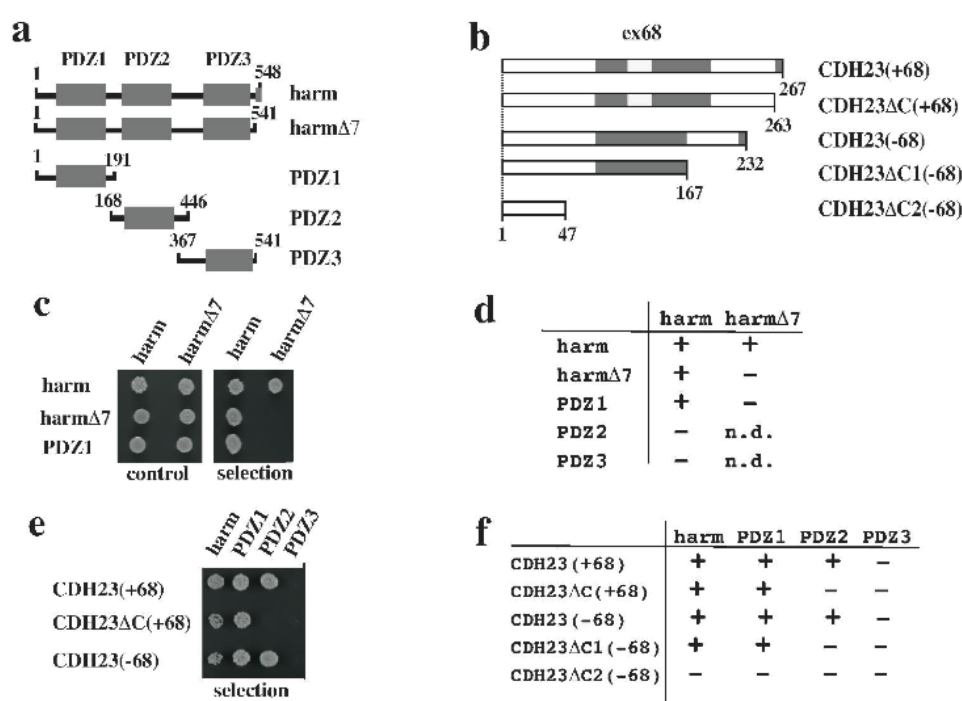 a
PDZ1 PDZ2 PDZ3
1 548
harm
1 541
harmΔ7
1 191
PDZ1
168 446
PDZ2
367 541
PDZ3
b
ex68
CDH23(+68)
267
CDH23ΔC(+68)
263
CDH23(-68)
232
CDH23ΔC1(-68)
167
CDH23ΔC2(-68)
1 47
c
harm harmΔ7 harm harmΔ7
harm
harmΔ7
PDZ1
control selection
d
harm harmΔ7
harm + +
harmΔ7 + −
PDZ1 + −
PDZ2 − n.d.
PDZ3 − n.d.
e
harm PDZ1 PDZ2 PDZ3
CDH23(+68)
CDH23ΔC(+68)
CDH23(-68)
selection
f
harm PDZ1 PDZ2 PDZ3
CDH23(+68) + + + −
CDH23ΔC(+68) + + − −
CDH23(-68) + + + −
CDH23ΔC1(-68) + + − −
CDH23ΔC2(-68) − − − −